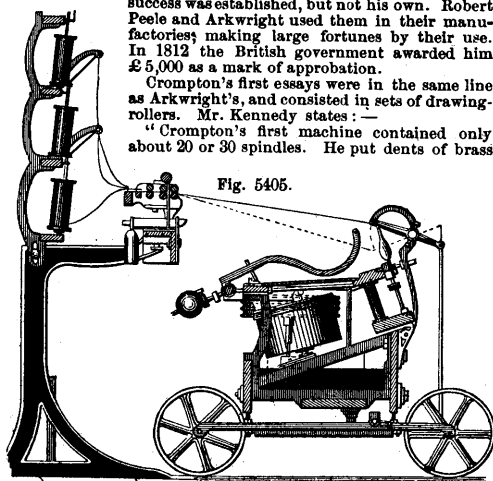 success was established, but not his own. Robert
Peele and Arkwright used them in their manu-
factories, making large fortunes by their use.
In 1812 the British government awarded him
£5,000 as a mark of approbation.
Crompton's first essays were in the same line
as Arkwright's, and consisted in sets of drawing-
rollers. Mr. Kennedy states: —
"Crompton's first machine contained only
about 20 or 30 spindles. He put dents of brass
Fig. 5405.